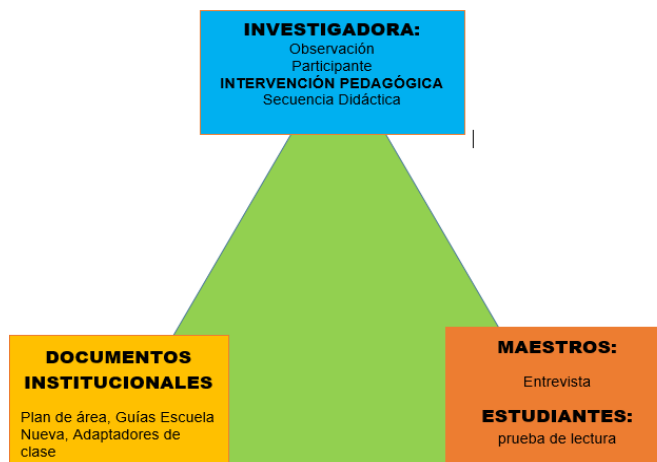 INVESTIGADORA:
Observación
Participante
INTERVENCIÓN PEDAGÓGICA
Secuencia Didáctica
DOCUMENTOS
INSTITUCIONALES
Plan de área, Guías Escuela
Nueva, Adaptadores de
clase
MAESTROS:
Entrevista
ESTUDIANTES:
prueba de lectura